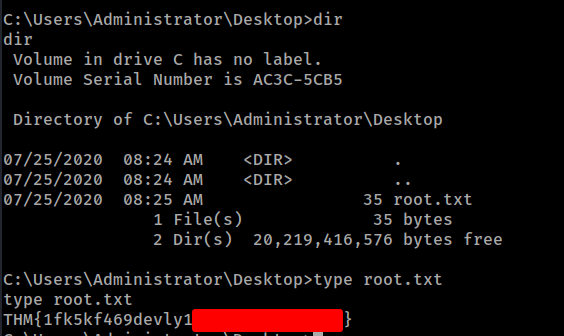 C:\Users\Administrator\Desktop>dir
dir
 Volume in drive C has no label.
 Volume Serial Number is AC3C-5CB5

 Directory of C:\Users\Administrator\Desktop

07/25/2020  08:24 AM    <DIR>          .
07/25/2020  08:24 AM    <DIR>          ..
07/25/2020  08:25 AM                35 root.txt
               1 File(s)             35 bytes
               2 Dir(s)  20,219,416,576 bytes free

C:\Users\Administrator\Desktop>type root.txt
type root.txt
THM{1fk5kf469devly1 }
C:\Users\Administrator\Desktop>